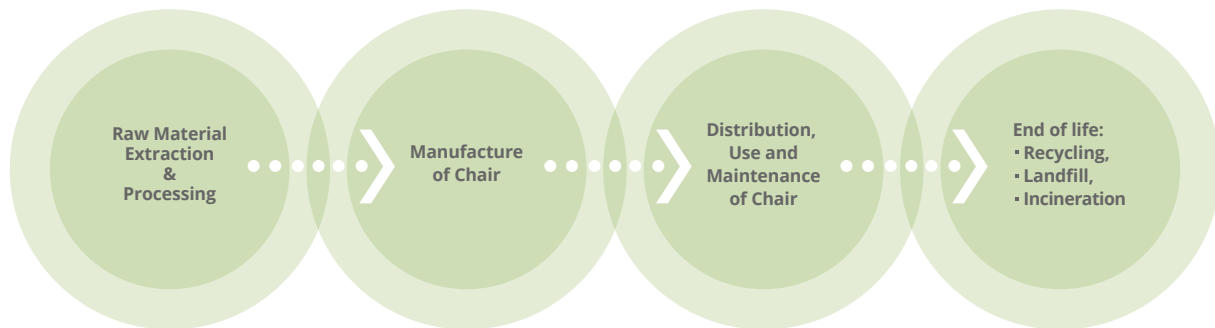 Raw Material
Extraction
&
Processing
Manufacture
of Chair
Distribution,
Use and
Maintenance
of Chair
End of life:
▪ Recycling,
▪ Landfill,
▪ Incineration